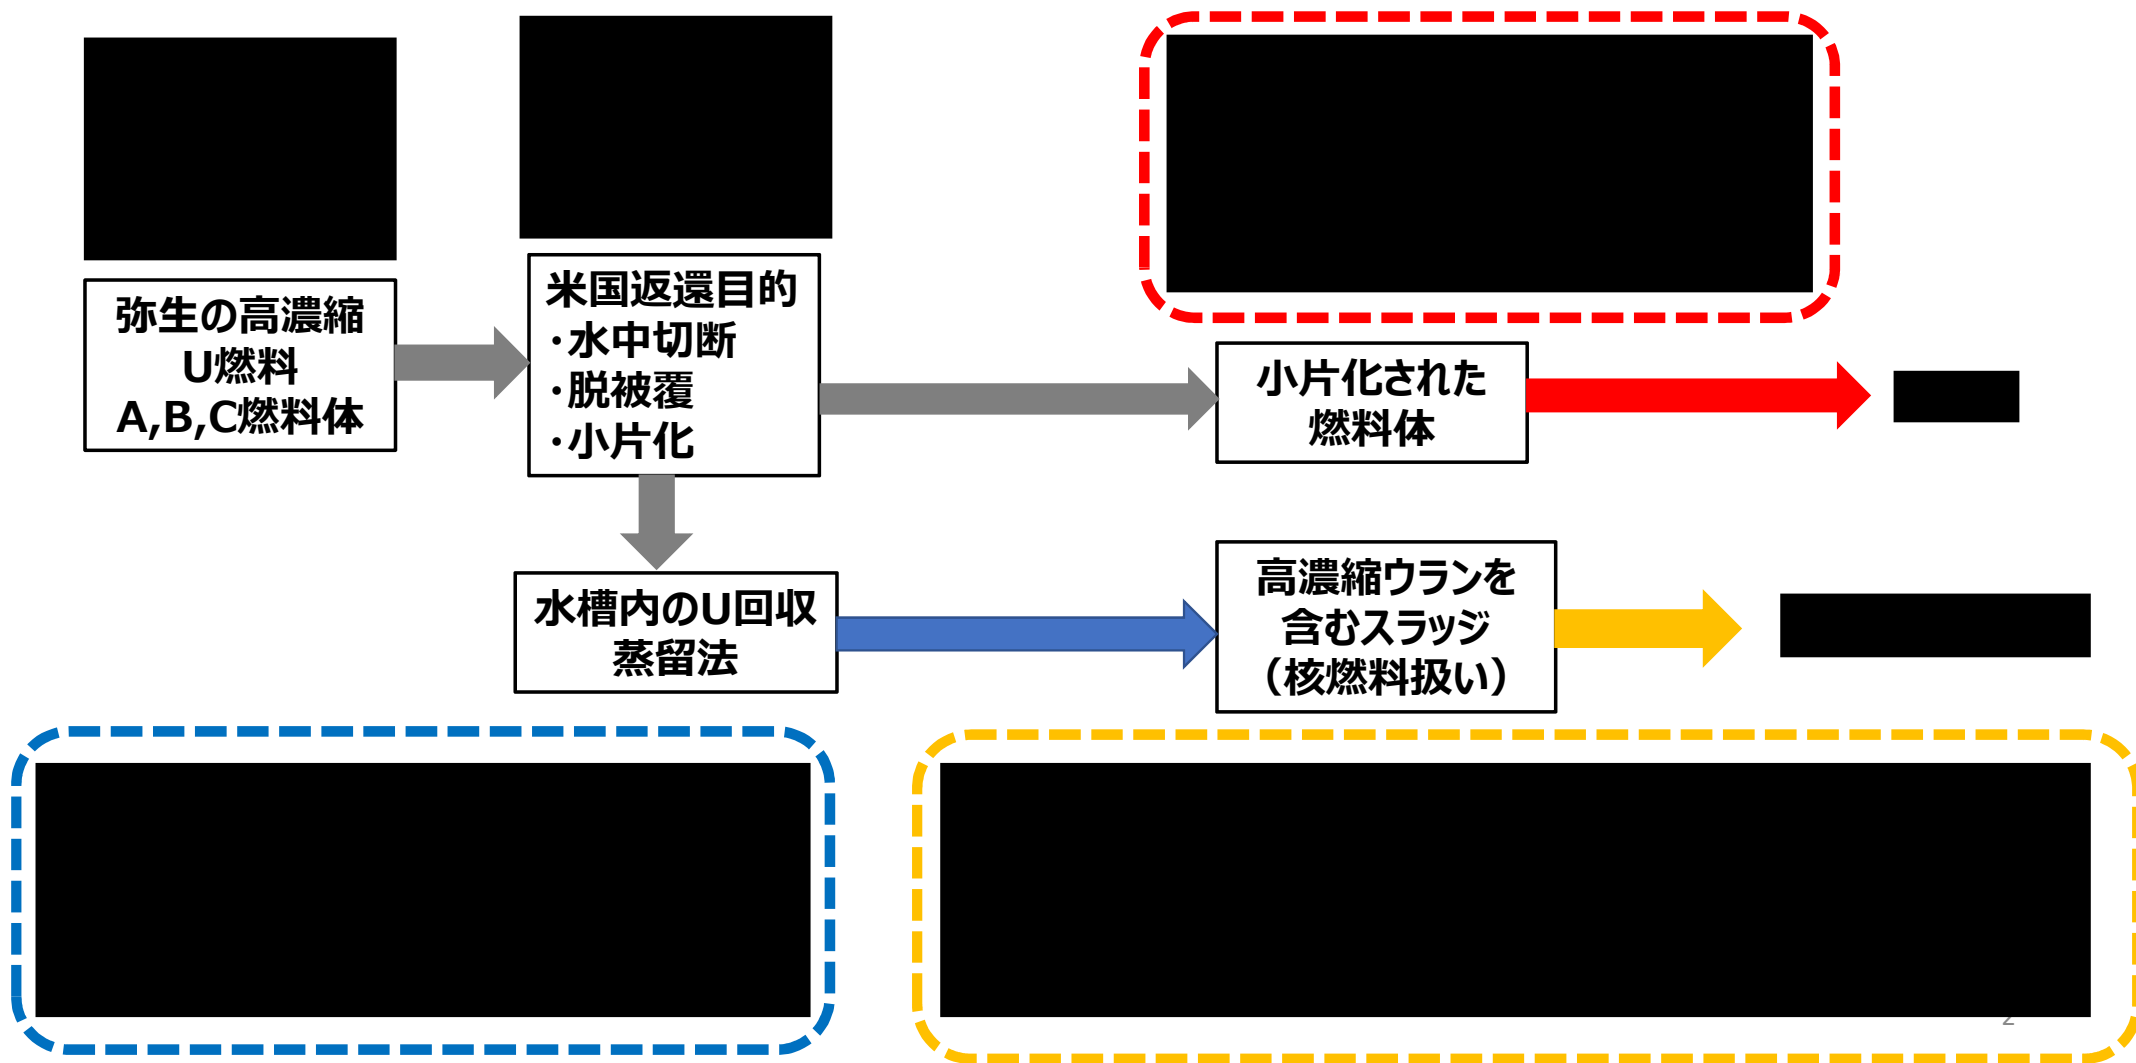 弥生の高濃縮
U燃料
A,B,C燃料体
米国返還目的
・水中切断
・脱被覆
・小片化
小片化された
燃料体
水槽内のU回収
蒸留法
高濃縮ウランを
含むスラッジ
（核燃料扱い）
2